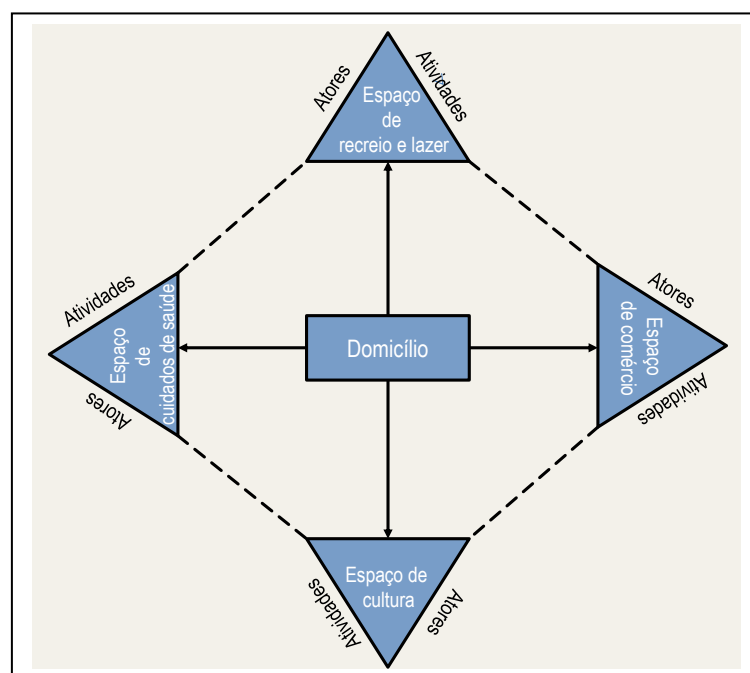 Atores
Atividades
Espaço
de
recreio e lazer
Atividades
Espaço
de
cuidados de saúde
Atores
Domicílio
Atores
Espaço
de comércio
Atividades
Espaço de
cultura
Atividades
Atores